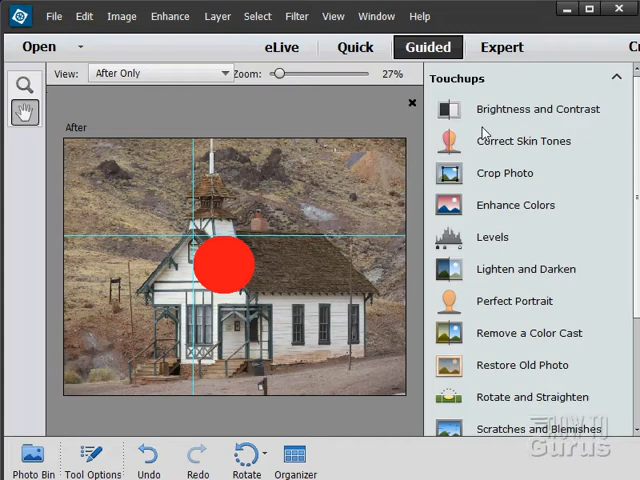 File Edit Image Enhance Layer Select Filter View Window Help
Open eLive Quick Guided Expert
View: After Only Zoom: 27%
Touchups
After
Brightness and Contrast
Correct Skin Tones
Crop Photo
Enhance Colors
Levels
Lighten and Darken
Perfect Portrait
Remove a Color Cast
Restore Old Photo
Rotate and Straighten
Scratches and Blemishes
HOW TO
Gurus
Photo Bin Tool Options Undo Redo Rotate Organizer